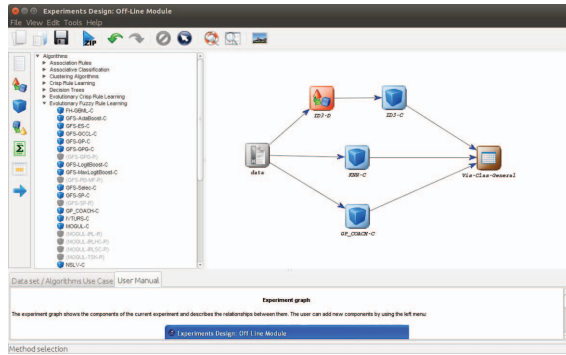 Experiments Design: Off-Line Module
File View Edit Tools Help
ZIP
Algorithms
Association Rules
Associative Classification
Clustering Algorithms
Crisp Rule Learning
Decision Trees
Evolutionary Crisp Rule Learning
Evolutionary Fuzzy Rule Learning
FH-GBML-C
GFS-AdaBoost-C
GFS-ES-C
GFS-GCCL-C
GFS-GP-C
GFS-GPG-C
(GFS-GPG-R)
GFS-LogitBoost-C
GFS-MaxLogitBoost-C
(GFS-RB-MF-R)
GFS-Selec-C
GFS-SP-C
(GFS-SP-R)
GP_COACH-C
IVTURS-C
MOGUL-C
(MOGUL-IRL-R)
(MOGUL-IRLHC-R)
(MOGUL-IRLSC-R)
(MOGUL-TSK-R)
NSLV-C
Σ
ID3-D
ID3-C
data
KNN-C
Vis-Clas-General
GP_COACH-C
Data set / Algorithms Use Case
User Manual
Experiment graph
The experiment graph shows the components of the current experiment and describes the relationships between them. The user can add new components by using the left menu:
Experiments Design: Off Line Module
Method selection